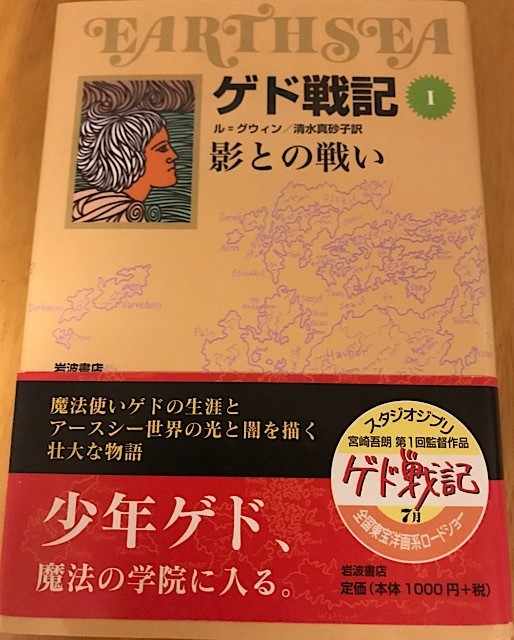 EARTHSEA
ゲド戦記 I
ル=グウィン/清水真砂子訳
影との戦い
岩波書店
魔法使いゲドの生涯と
アースシー世界の光と闇を描く
壮大な物語
少年ゲド、
魔法の学院に入る。
スタジオジブリ
宮崎吾朗 第1回監督作品
ゲド戦記
7月
全国東宝洋画系ロードショー
岩波書店
定価(本体1000円+税)